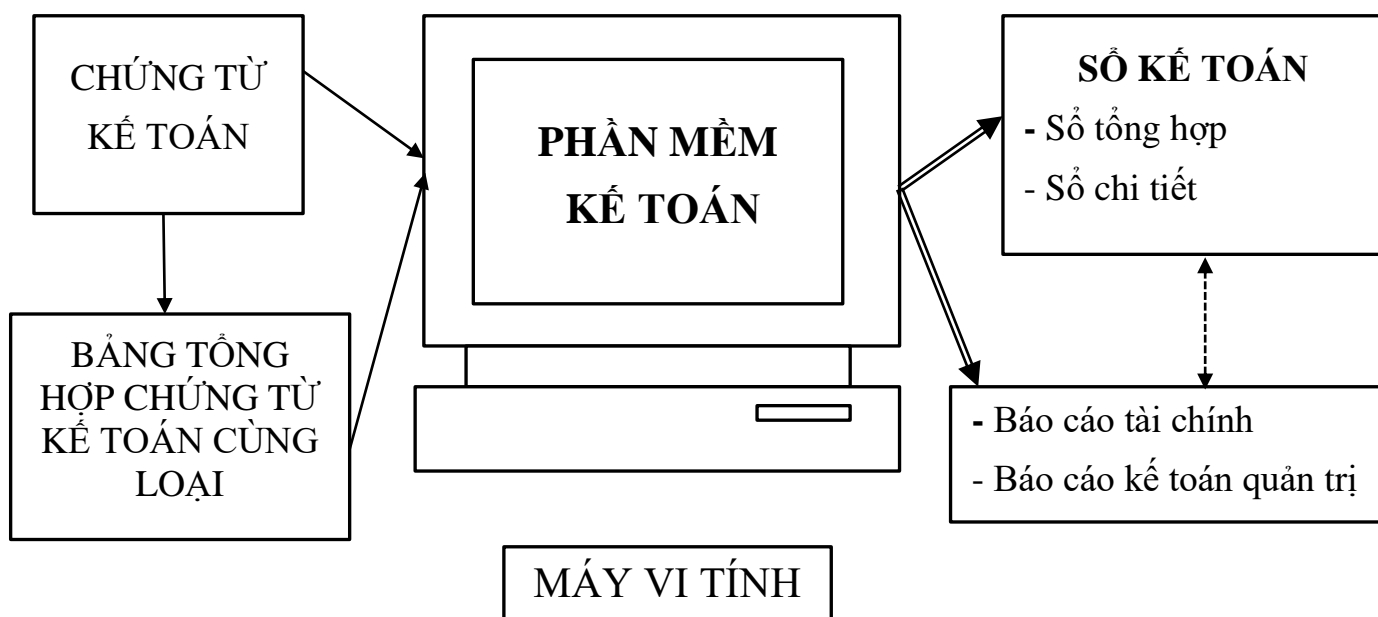 CHỨNG TỪ
KẾ TOÁN
BẢNG TỔNG
HỢP CHỨNG TỪ
KẾ TOÁN CÙNG
LOẠI
PHẦN MỀM
KẾ TOÁN
SỔ KẾ TOÁN
- Sổ tổng hợp
- Sổ chi tiết
- Báo cáo tài chính
- Báo cáo kế toán quản trị
MÁY VI TÍNH